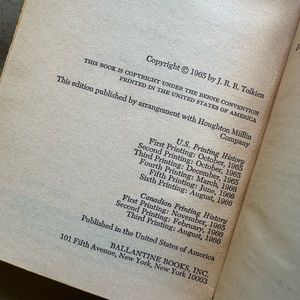 Copyright © 1965 by J. R. R. Tolkien
THIS BOOK IS COPYRIGHT UNDER THE BERNE CONVENTION
PRINTED IN THE UNITED STATES OF AMERICA
This edition published by arrangement with Houghton Mifflin
Company
U.S. Printing History
First Printing: October, 1965
Second Printing: October, 1965
Third Printing: December, 1965
Fourth Printing: March, 1966
Fifth Printing: June, 1966
Sixth Printing: August, 1966
Canadian Printing History
First Printing: November, 1965
Second Printing: February, 1966
Third Printing: August, 1966
Published in the United States of America
BALLANTINE BOOKS, INC.
101 Fifth Avenue, New York, New York 10003